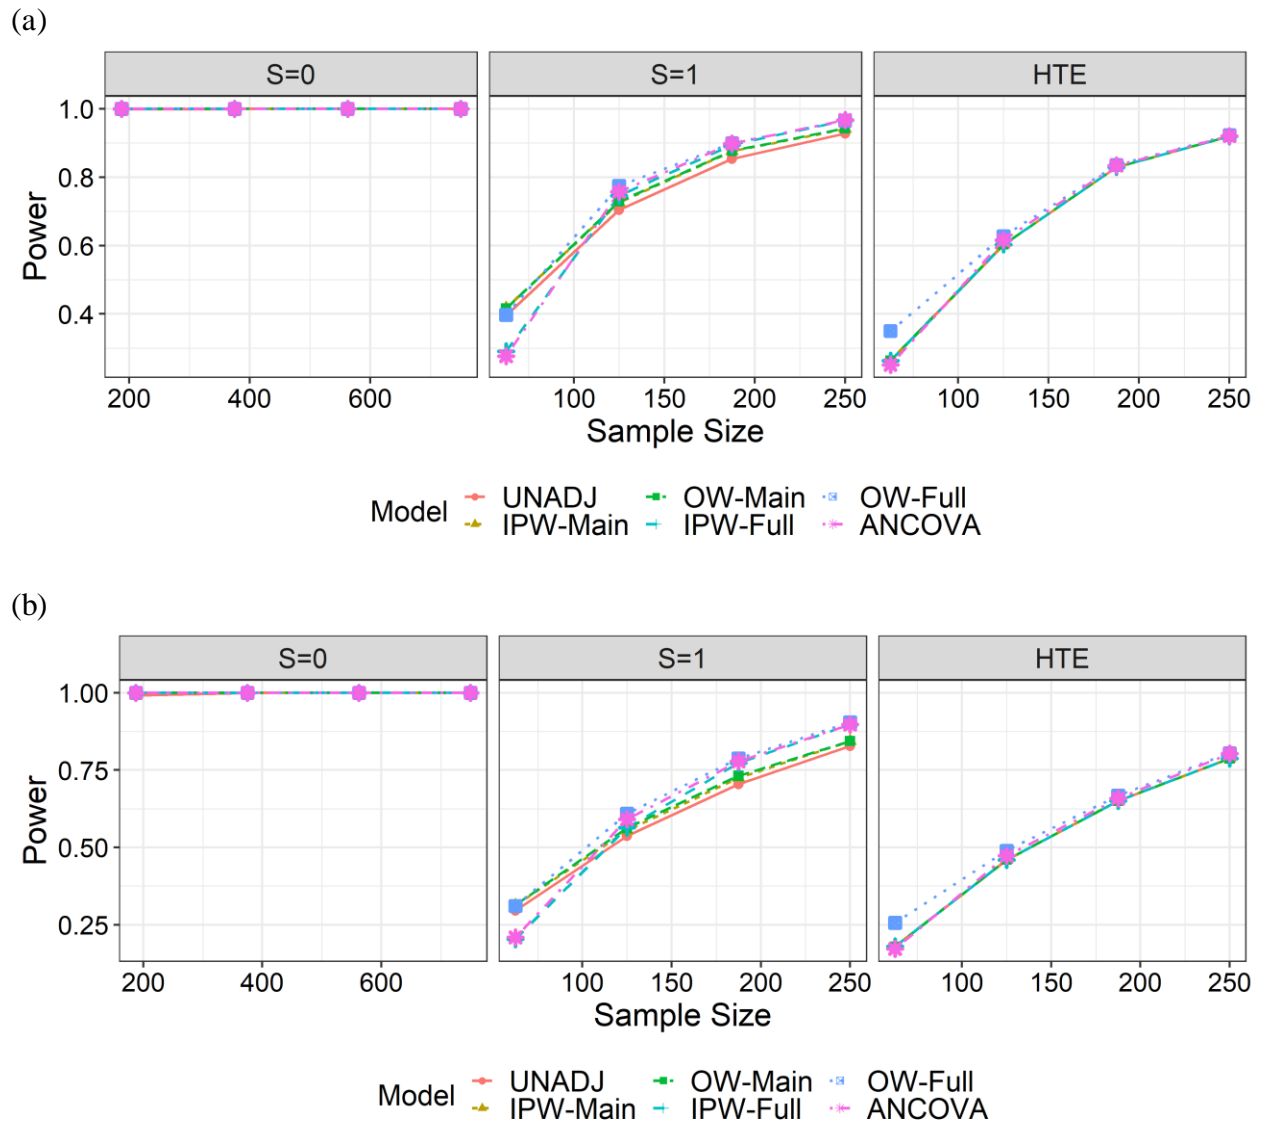 (a)
S=0 S=1 HTE
1.0
0.8
0.6
0.4
Power
200 400 600 100 150 200 250 100 150 200 250
Sample Size
Model UNADJ OW-Main OW-Full
IPW-Main IPW-Full ANCOVA
(b)
S=0 S=1 HTE
1.00
0.75
0.50
0.25
Power
200 400 600 100 150 200 250 100 150 200 250
Sample Size
Model UNADJ OW-Main OW-Full
IPW-Main IPW-Full ANCOVA